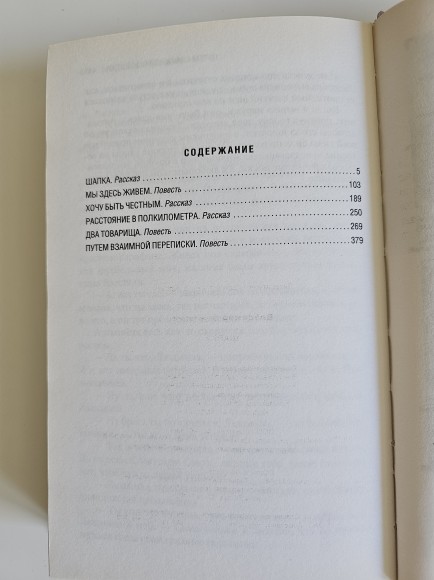 СОДЕРЖАНИЕ
ШАПКА. Рассказ 5
МЫ ЗДЕСЬ ЖИВЕМ. Повесть 103
ХОЧУ БЫТЬ ЧЕСТНЫМ. Рассказ 189
РАССТОЯНИЕ В ПОЛКИЛОМЕТРА. Рассказ 250
ДВА ТОВАРИЩА. Повесть 269
ПУТЕМ ВЗАИМНОЙ ПЕРЕПИСКИ. Повесть 379